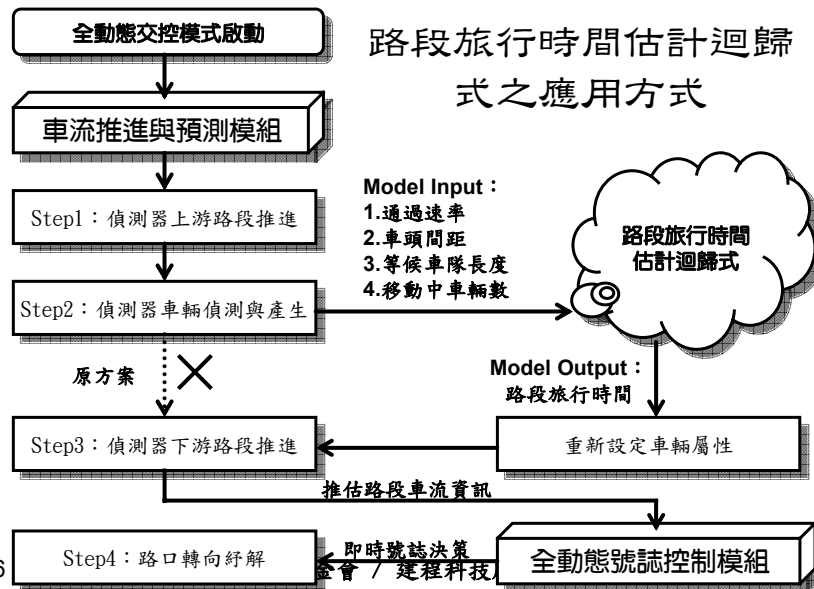 路段旅行時間估計迴歸
式之應用方式
全動態交控模式啟動
車流推進與預測模組
Step1：偵測器上游路段推進
Step2：偵測器車輛偵測與產生
Model Input：
1.通過速率
2.車頭間距
3.等候車隊長度
4.移動中車輛數
路段旅行時間
估計迴歸式
原方案
Model Output：
路段旅行時間
Step3：偵測器下游路段推進
重新設定車輛屬性
推估路段車流資訊
Step4：路口轉向紓解
即時號誌決策
全動態號誌控制模組
6
金會 / 建程科技